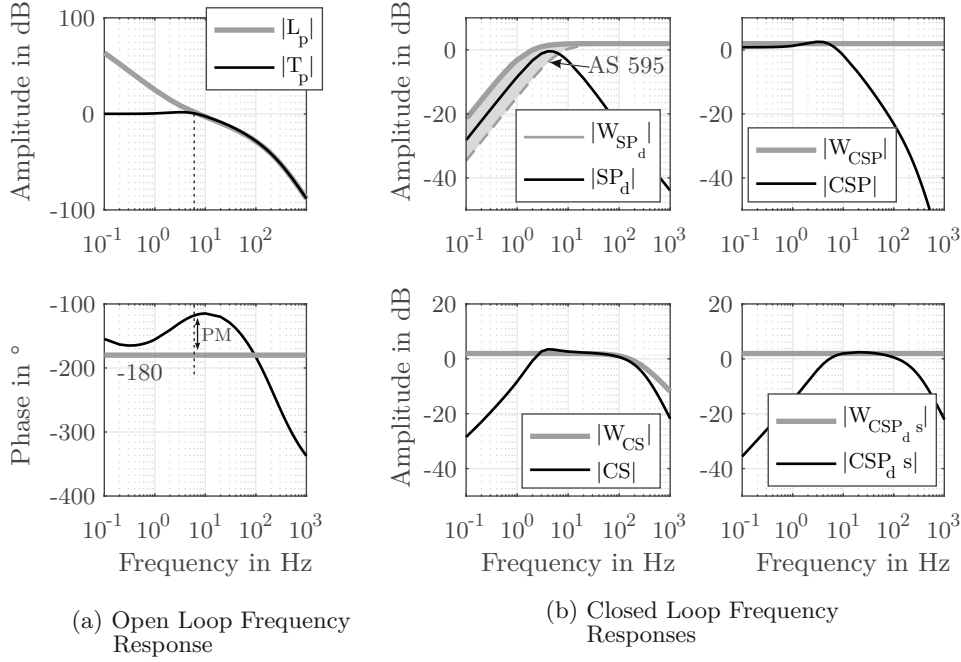 Amplitude in dB
100
0
-100
10^-1
10^0
10^1
10^2
10^3
|L_p|
|T_p|
Phase in °
-100
-200
-300
-400
-180
PM
10^-1
10^0
10^1
10^2
10^3
Frequency in Hz
(a) Open Loop Frequency
Response
Amplitude in dB
0
-20
-40
AS 595
|W_SP_d|
|SP_d|
10^-1
10^1
10^3
0
-20
-40
|W_CSP|
|CSP|
10^-1
10^0
10^1
10^2
10^3
Amplitude in dB
20
0
-20
-40
|W_CS|
|CS|
10^-1
10^0
10^1
10^2
10^3
Frequency in Hz
20
0
-20
-40
|W_CSP_d s|
|CSP_d s|
10^-1
10^0
10^1
10^2
10^3
Frequency in Hz
(b) Closed Loop Frequency
Responses